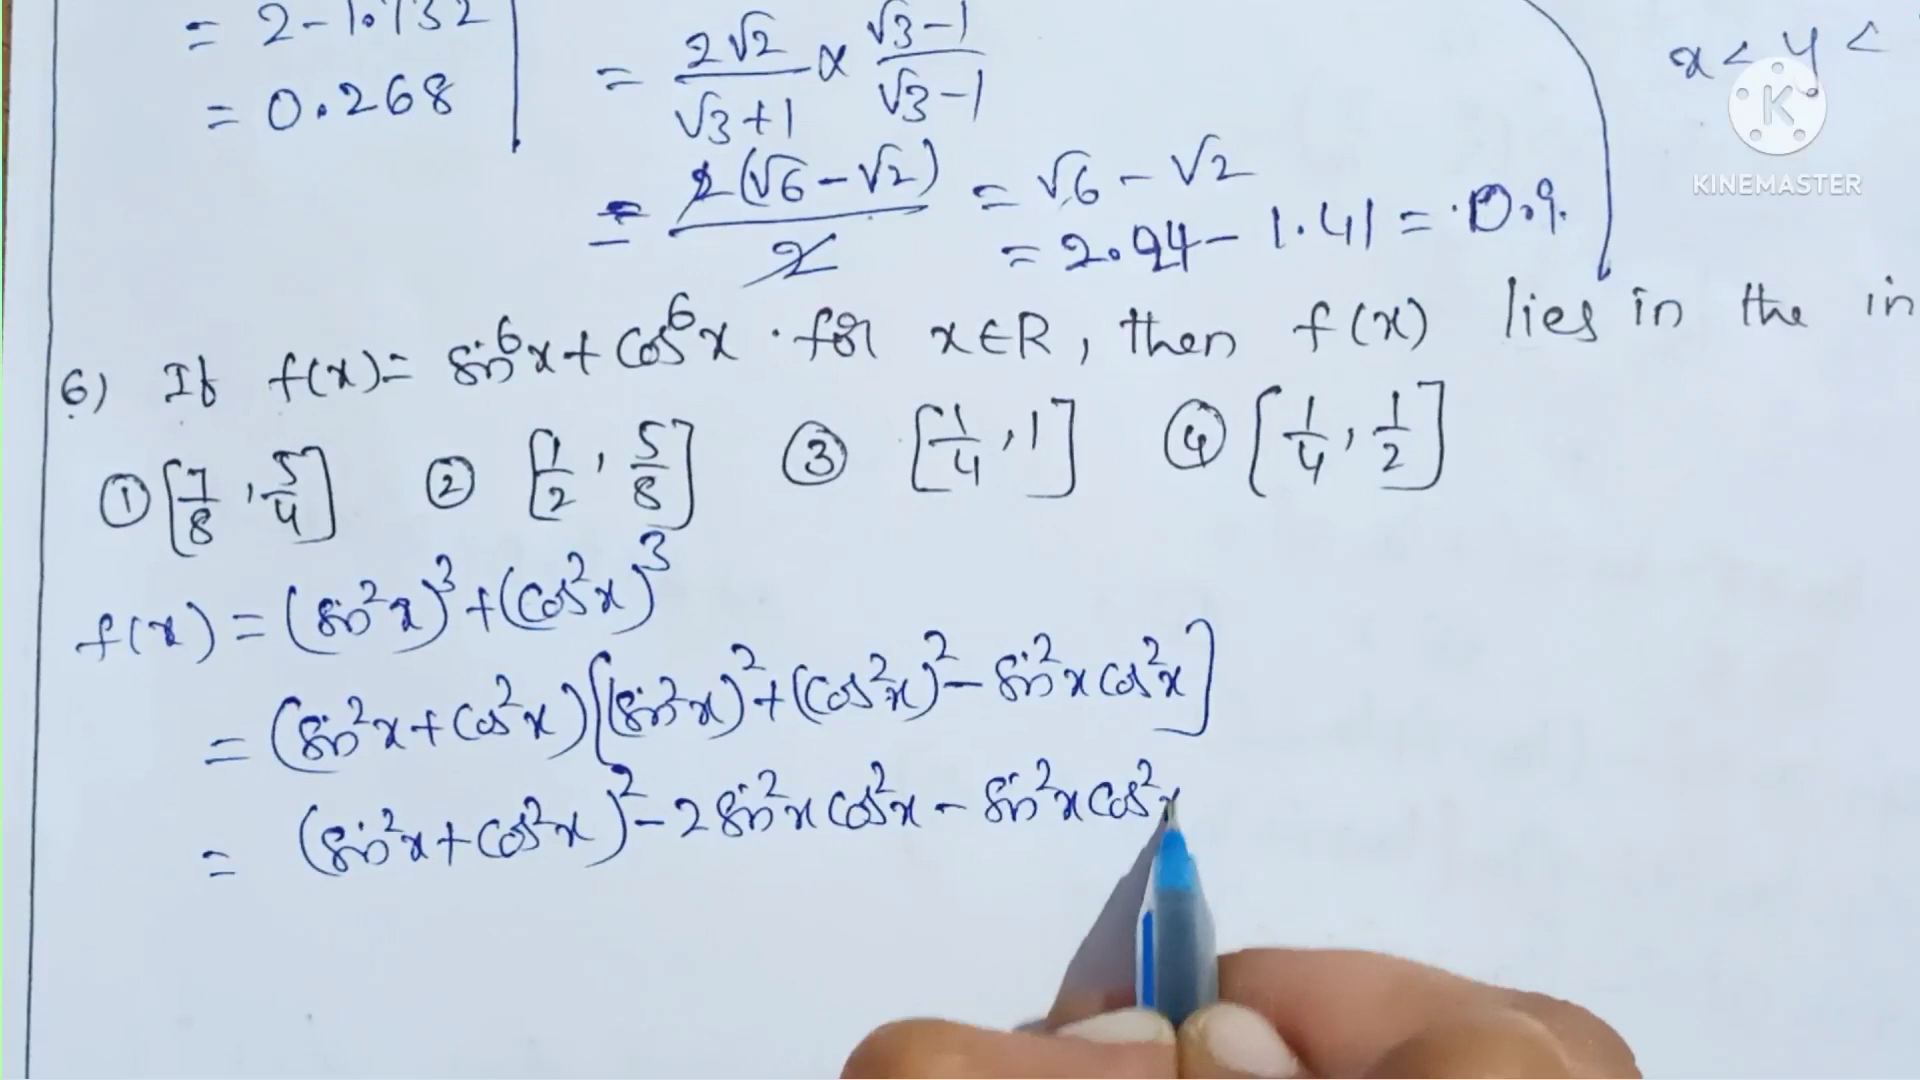 = 2 - 1.732
= 0.268
= 2√2/√3+1 × √3-1/√3-1
= 2(√6-√2)/2 = √6 - √2
= 2.44 - 1.41 = 0.9.
x < y <
KINEMASTER
6) If f(x) = sin⁶x + cos⁶x for x∈R, then f(x) lies in the in
① [7/8, 5/4] ② [1/2, 5/8] ③ [1/4, 1] ④ [1/4, 1/2]
f(x) = (sin²x)³ + (cos²x)³
= (sin²x + cos²x)[(sin²x)² + (cos²x)² - sin²x cos²x]
= (sin²x + cos²x)² - 2 sin²x cos²x - sin²x cos²x